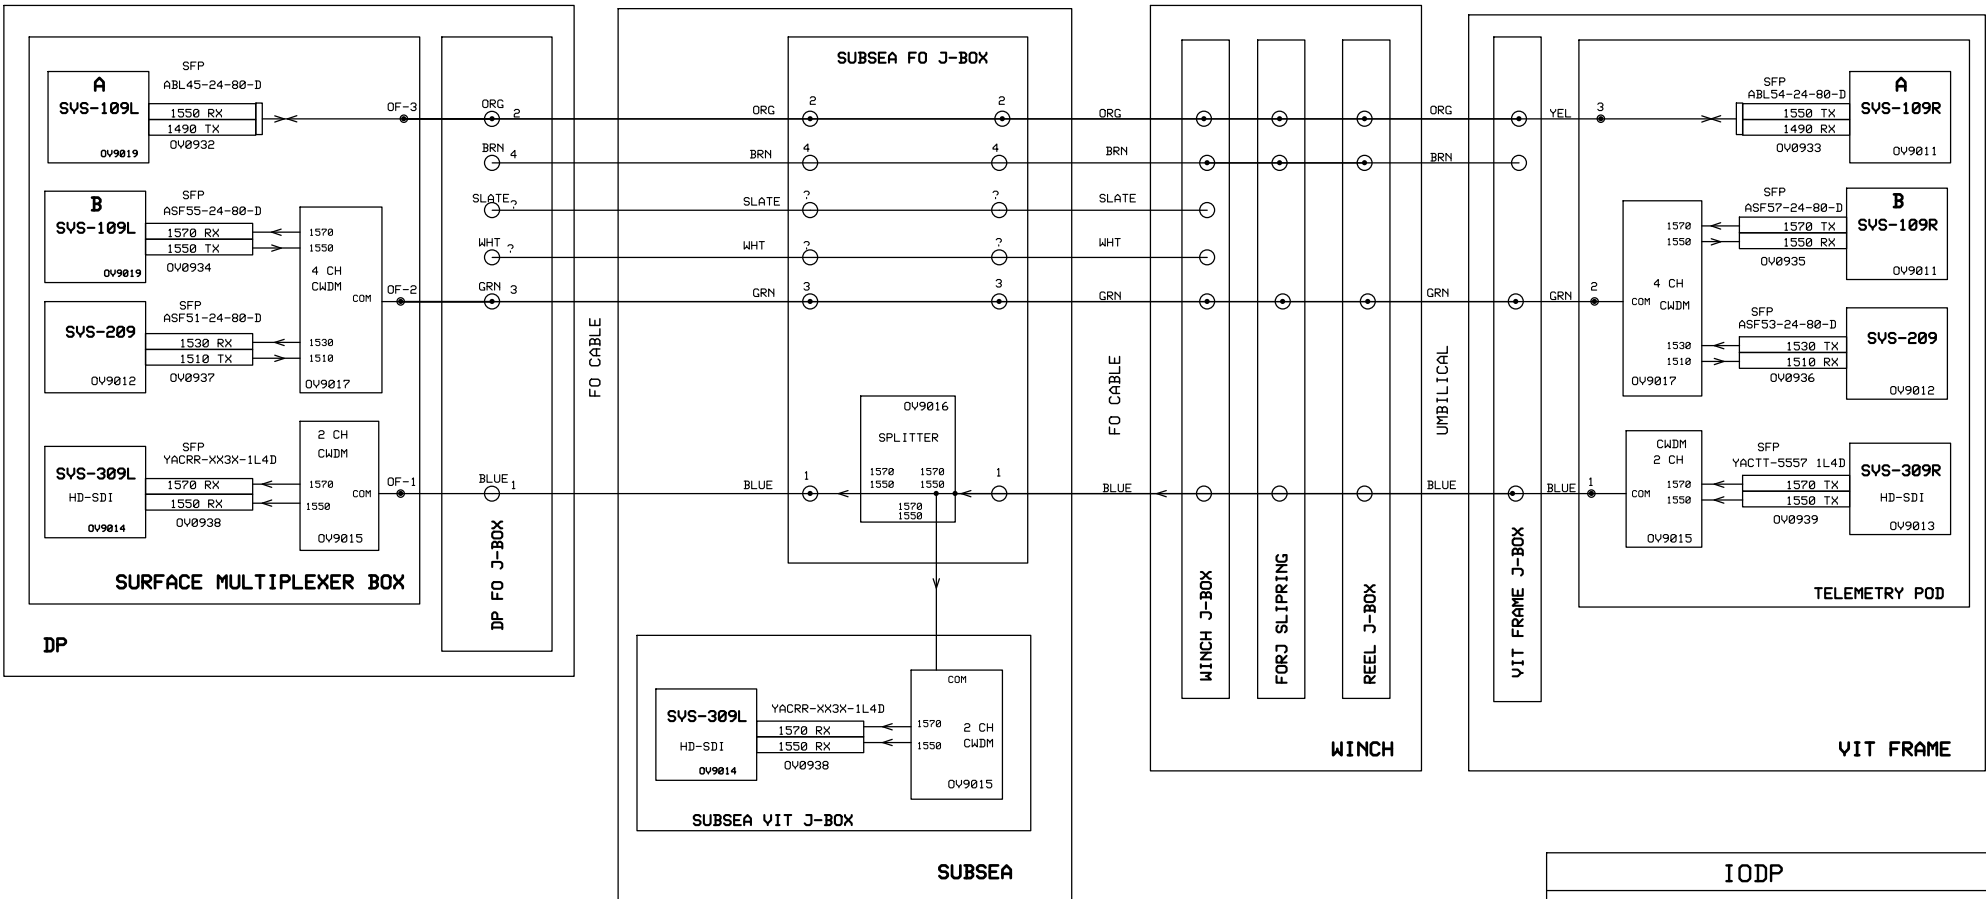 A
SYS-109L
OV9019
SFP
ABL45-24-80-D
1550 RX
1490 TX
OV0932
OF-3
B
SYS-109L
OV9019
SFP
ASF55-24-80-D
1570 RX
1550 TX
OV0934
SYS-209
OV9012
SFP
ASF51-24-80-D
1530 RX
1510 TX
OV0937
1570
1550
4 CH
CWDM
COM
1530
1510
OV9017
OF-2
SYS-309L
HD-SDI
OV9014
SFP
YACRR-XX3X-1L4D
1570 RX
1550 RX
OV0938
2 CH
CWDM
1570
COM
1550
OV9015
OF-1
SURFACE MULTIPLEXER BOX
DP
ORG
2
BRN
4
SLATE
?
WHT
?
GRN
3
BLUE
1
DP FO J-BOX
FO CABLE
SUBSEA FO J-BOX
ORG
2
2
BRN
4
4
SLATE
?
?
WHT
?
?
GRN
3
3
BLUE
1
1
OV9016
SPLITTER
1570 1570
1550 1550
1570
1550
COM
SYS-309L
HD-SDI
OV9014
YACRR-XX3X-1L4D
1570 RX
1550 RX
OV0938
1570
2 CH
1550
CWDM
OV9015
SUBSEA VIT J-BOX
SUBSEA
ORG
BRN
SLATE
WHT
GRN
FO CABLE
BLUE
WINCH J-BOX
FORJ SLIPRING
REEL J-BOX
WINCH
ORG
BRN
GRN
UMBILICAL
BLUE
VIT FRAME J-BOX
YEL
3
GRN
2
BLUE
1
SFP
ABL54-24-80-D
1550 TX
1490 RX
OV0933
A
SYS-109R
OV9011
SFP
ASF57-24-80-D
1570 TX
1550 RX
OV0935
B
SYS-109R
OV9011
1570
1550
4 CH
COM
CWDM
1530
1510
OV9017
SFP
ASF53-24-80-D
1530 TX
1510 RX
OV0936
SYS-209
OV9012
CWDM
2 CH
1570
COM
1550
OV9015
SFP
YACTT-5557 1L4D
1570 TX
1550 TX
OV0939
SYS-309R
HD-SDI
OV9013
TELEMETRY POD
VIT FRAME
IODP